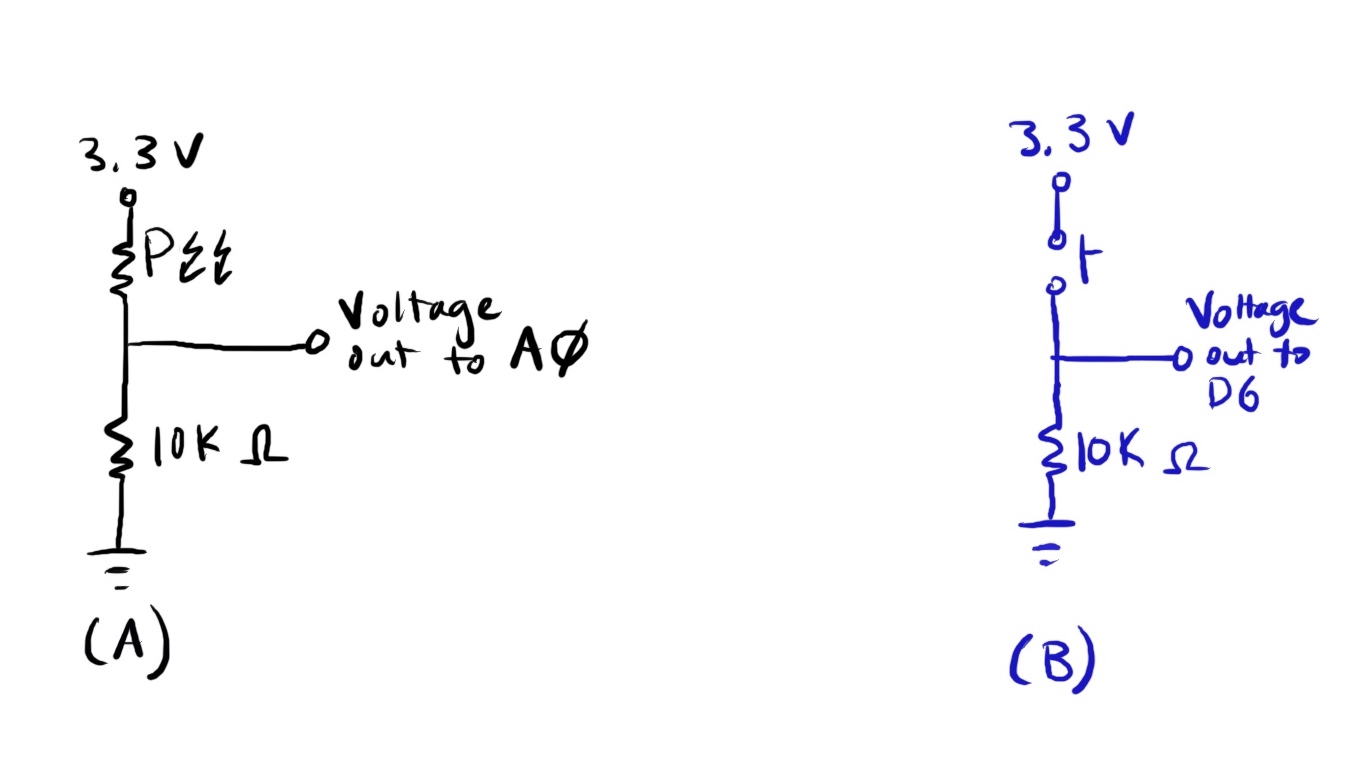 3.3 V
Voltage
out to AØ
10K Ω
(A)
3.3 V
Voltage
out to
D6
10K Ω
(B)